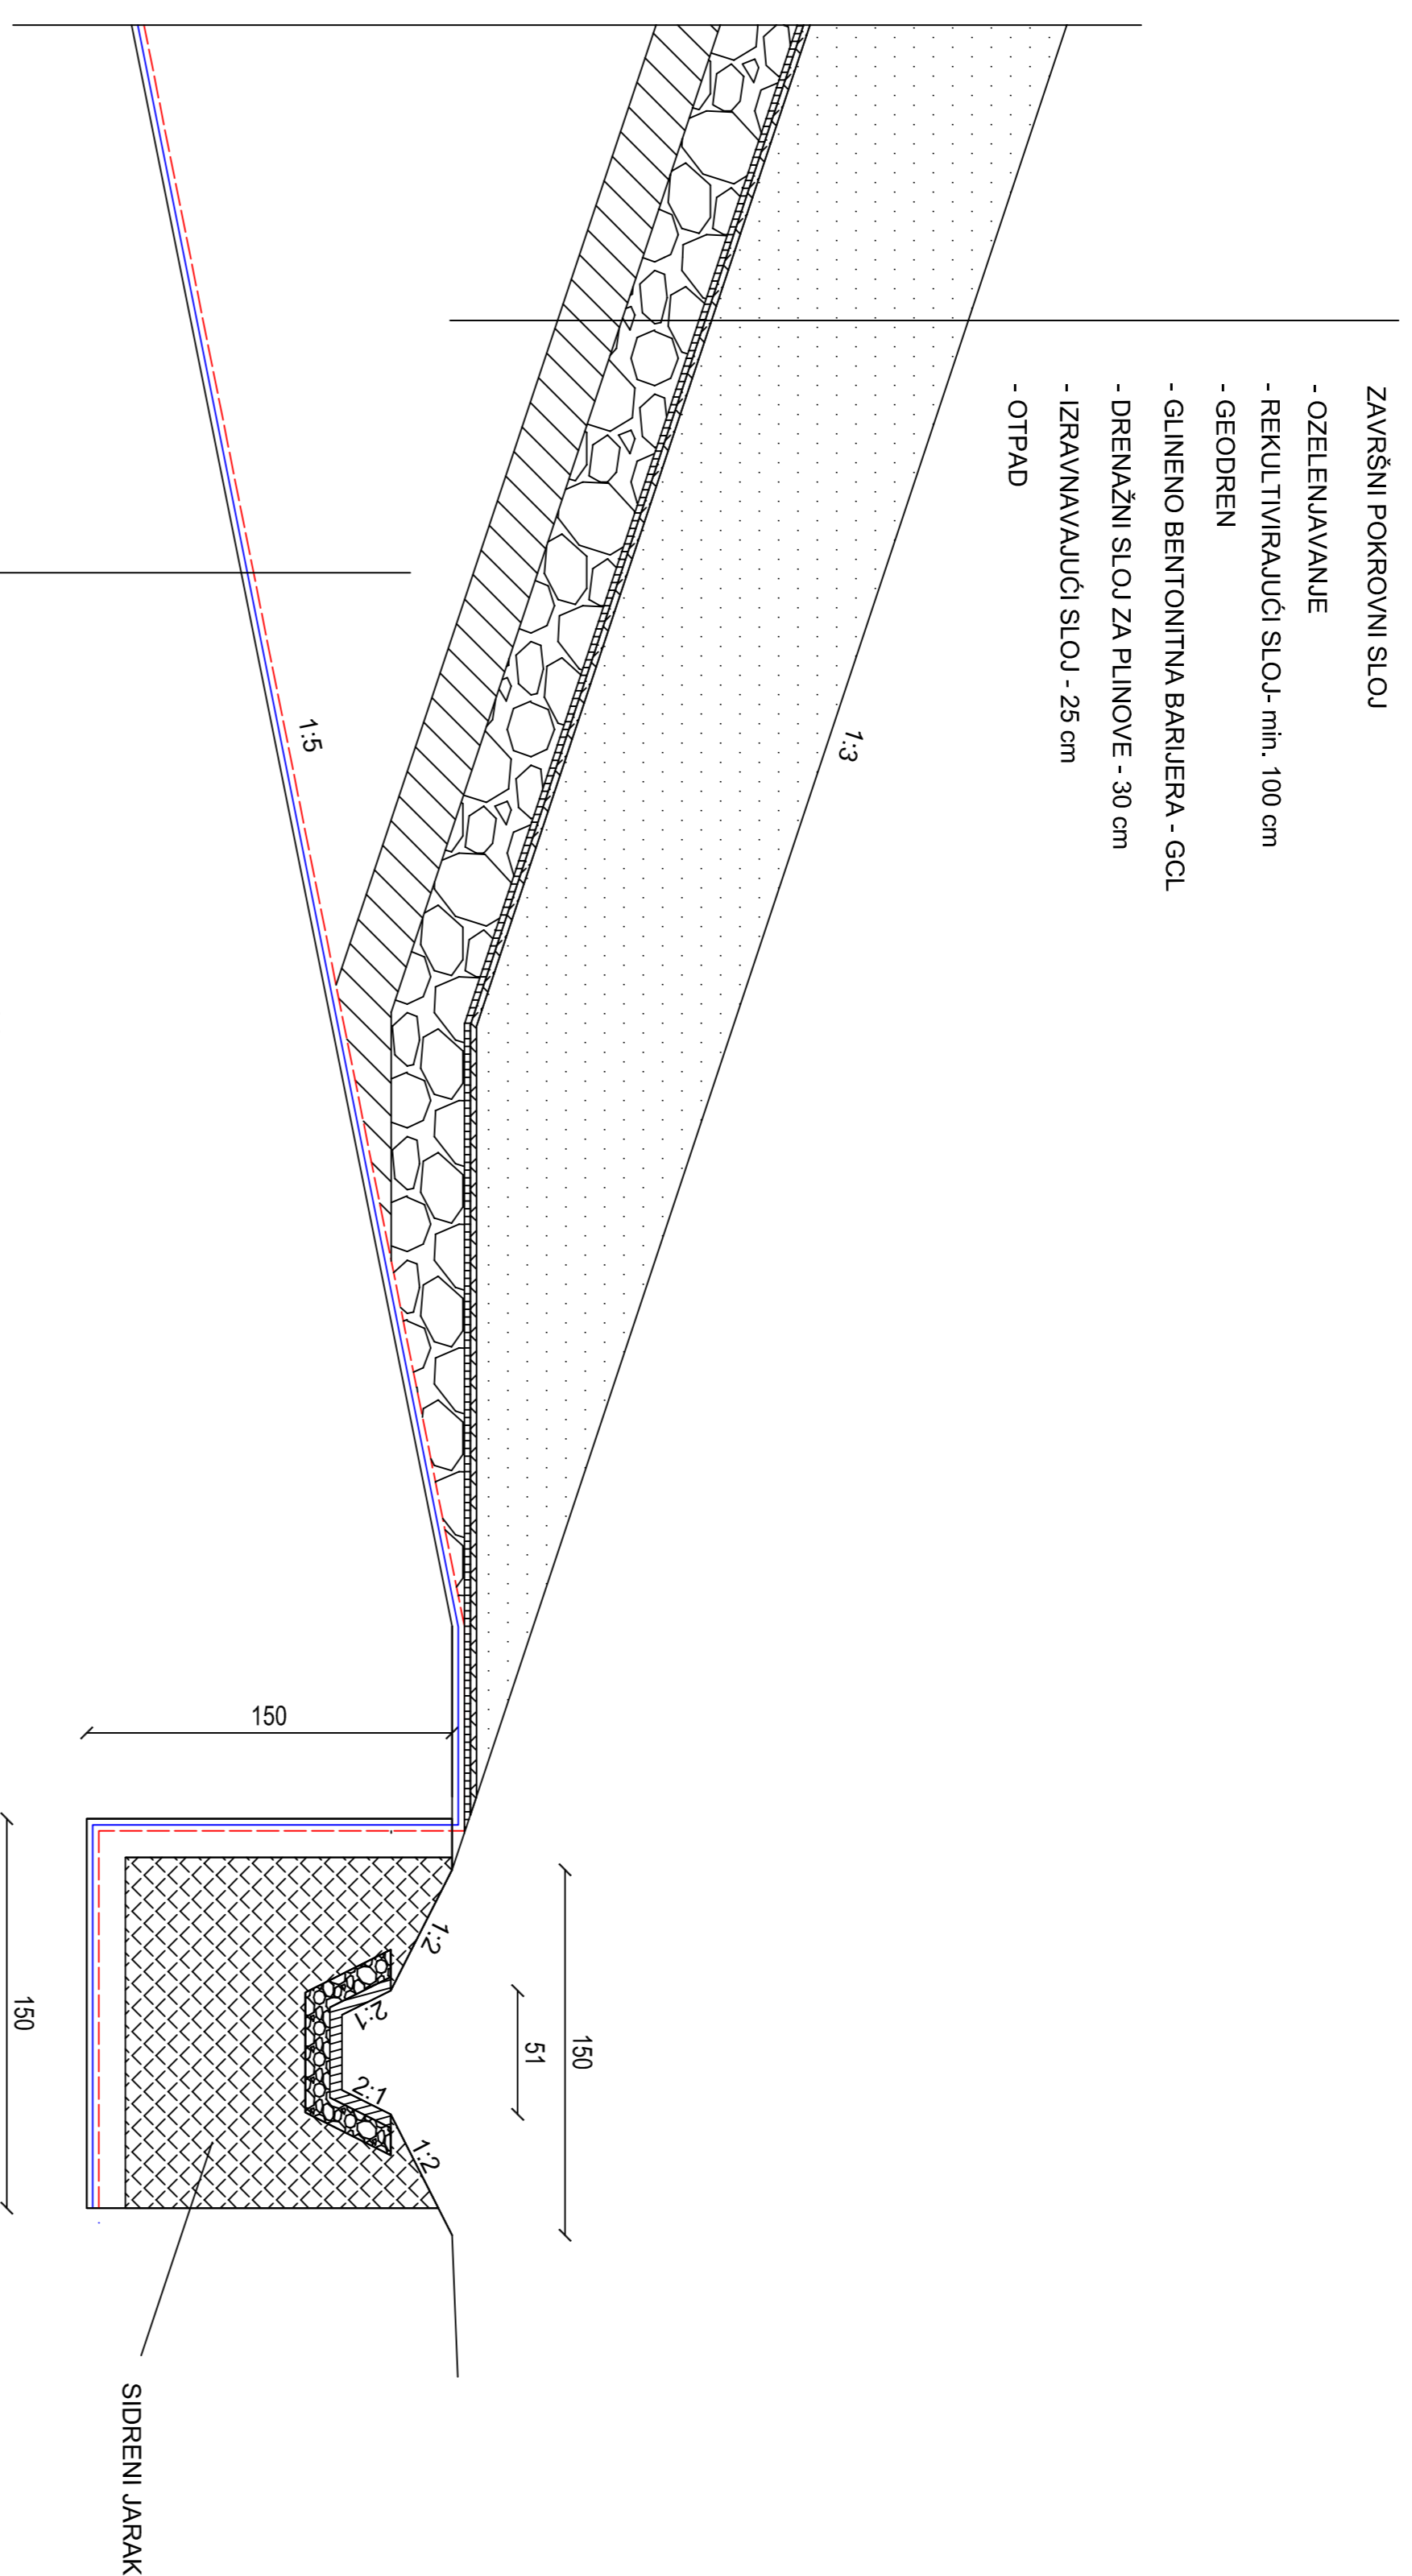 ZAVRŠNI POKROVNI SLOJ
- OZELENJAVANJE
- REKULTIVIRAJUĆI SLOJ- min. 100 cm
- GEODREN
- GLINENO BENTONITNA BARIJERA - GCL
- DRENAŽNI SLOJ ZA PLINOVE - 30 cm
- IZRAVNAVAJUĆI SLOJ - 25 cm
- OTPAD
1:3
1:5
150
150
51
1:2
2:1
2:1
1:2
150
SIDRENI JARAK